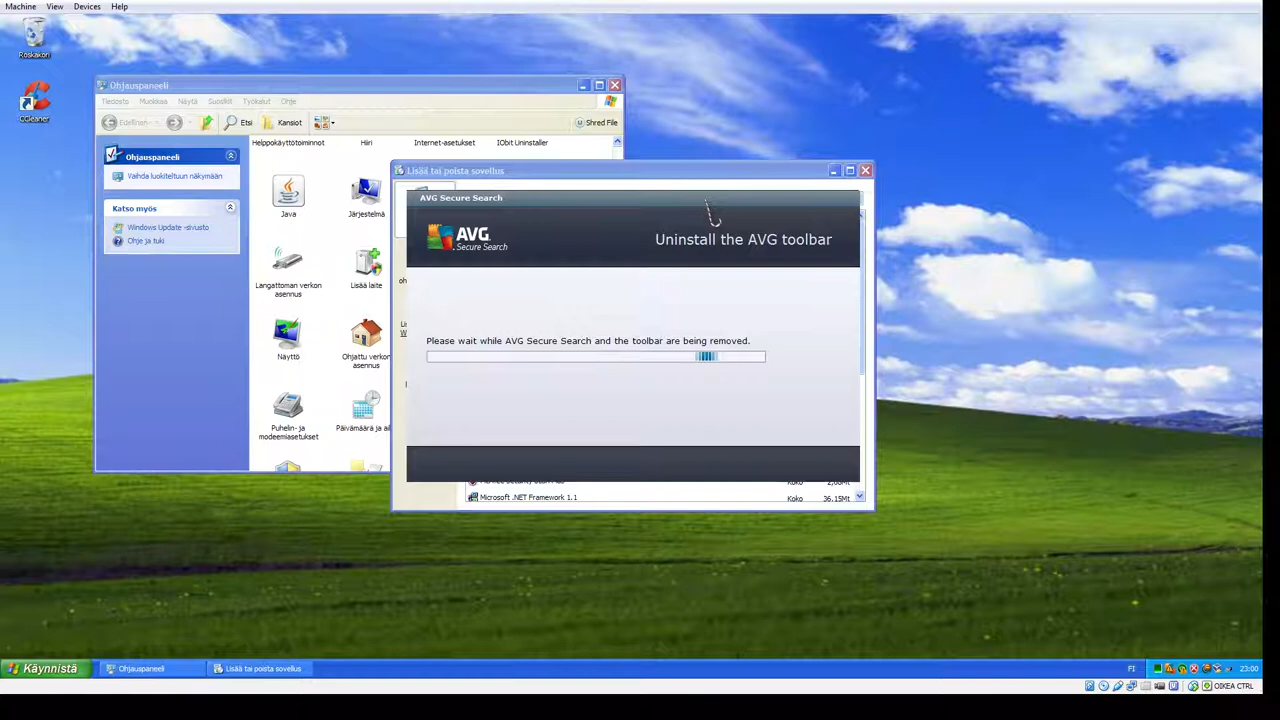 Machine View Devices Help
Roskakori
CCleaner
Ohjauspaneeli
Tiedosto Muokkaa Näytä Suosikit Työkalut Ohje
Edellinen Etsi Kansiot Shred File
Ohjauspaneeli
Vaihda luokiteltuun näkymään
Katso myös
Windows Update -sivusto
Ohje ja tuki
Helppokäyttötoiminnot Hiiri Internet-asetukset IObit Uninstaller
Java Järjestelmä
Langattoman verkon asennus
Lisää laite
Näyttö
Ohjattu verkon asennus
Puhelin- ja modeemiasetukset
Päivämäärä ja ai
Lisää tai poista sovellus
AVG Secure Search
AVG
Secure Search
Uninstall the AVG toolbar
Please wait while AVG Secure Search and the toolbar are being removed.
Koko
Microsoft .NET Framework 1.1 Koko 36,15Mt
Käynnistä Ohjauspaneeli Lisää tai poista sovellus FI 23:00
OIKEA CTRL